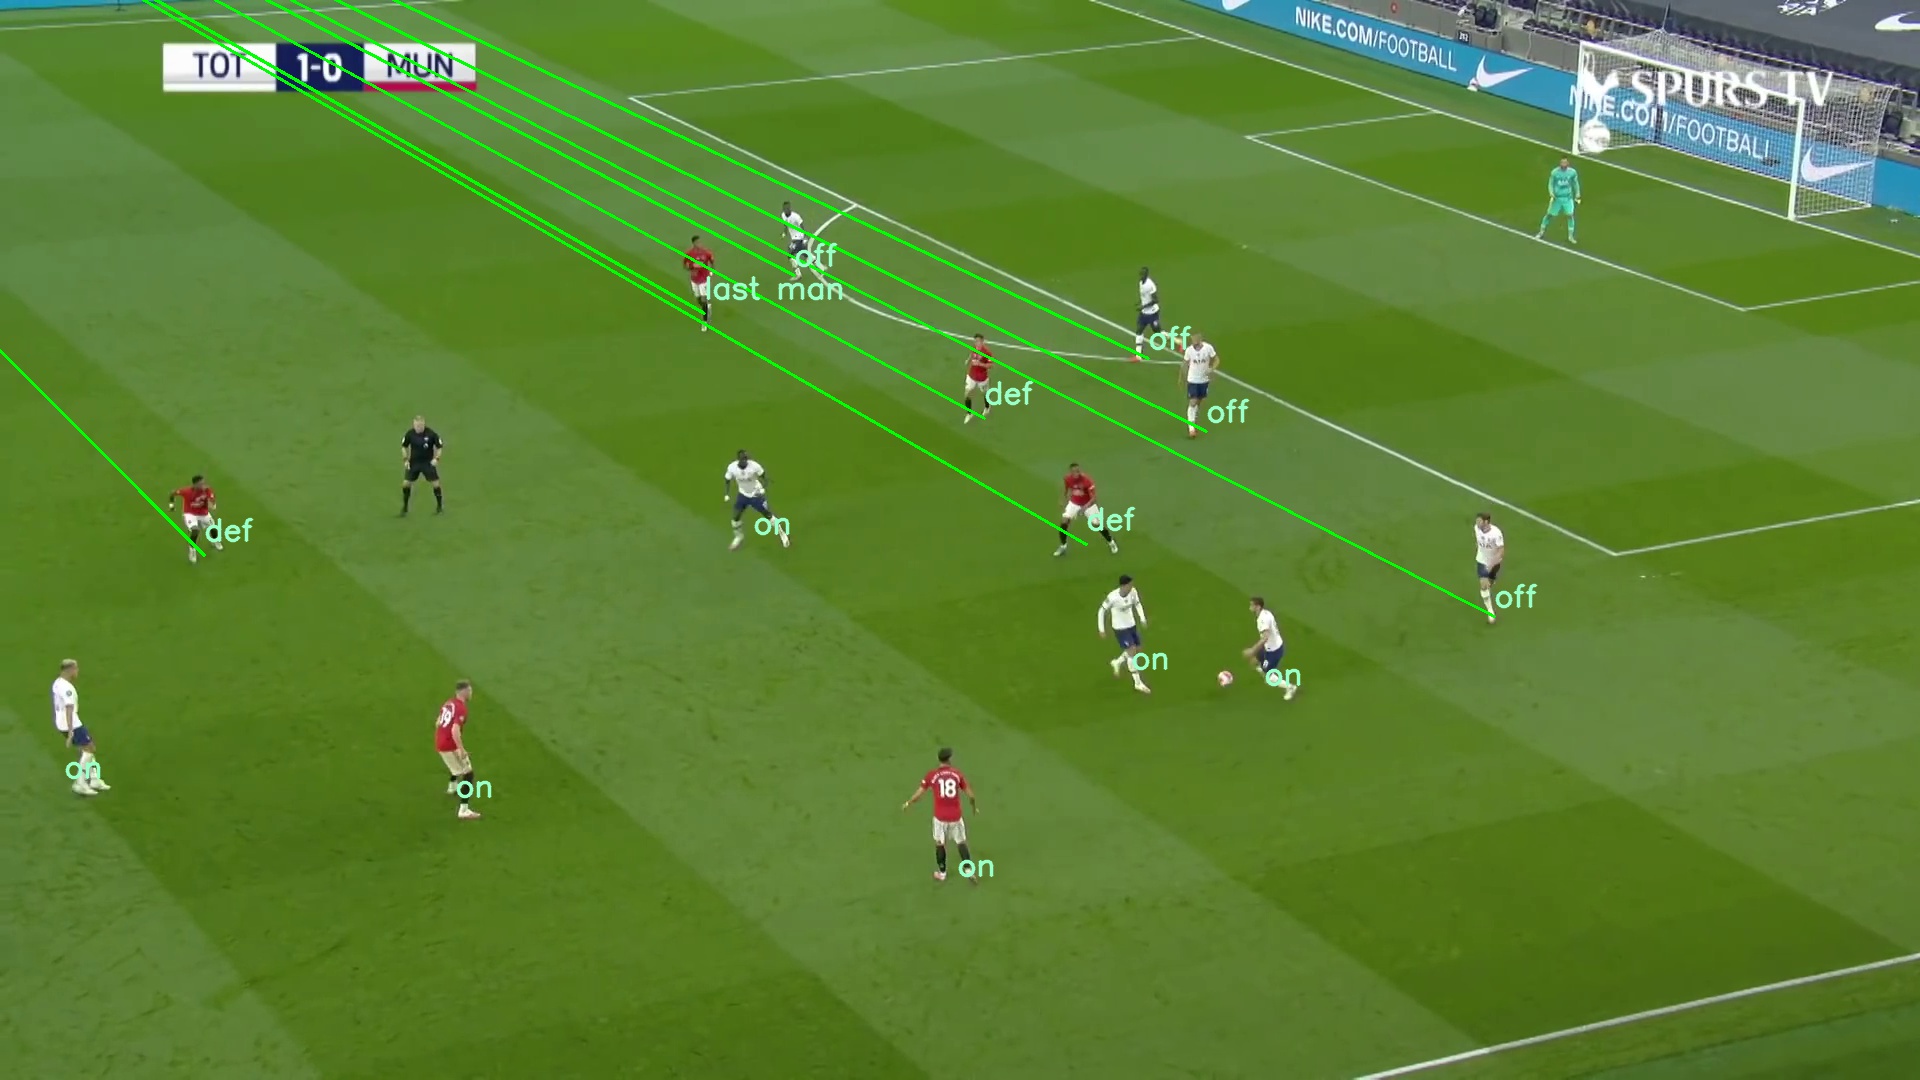 NIKE.COM/FOOTBALL
TOT 1-0 MUN
SPURS TV
NIKE.COM/FOOTBALL
off
last man
off
def
off
def
on
def
off
on
on
19
on
on
18
on